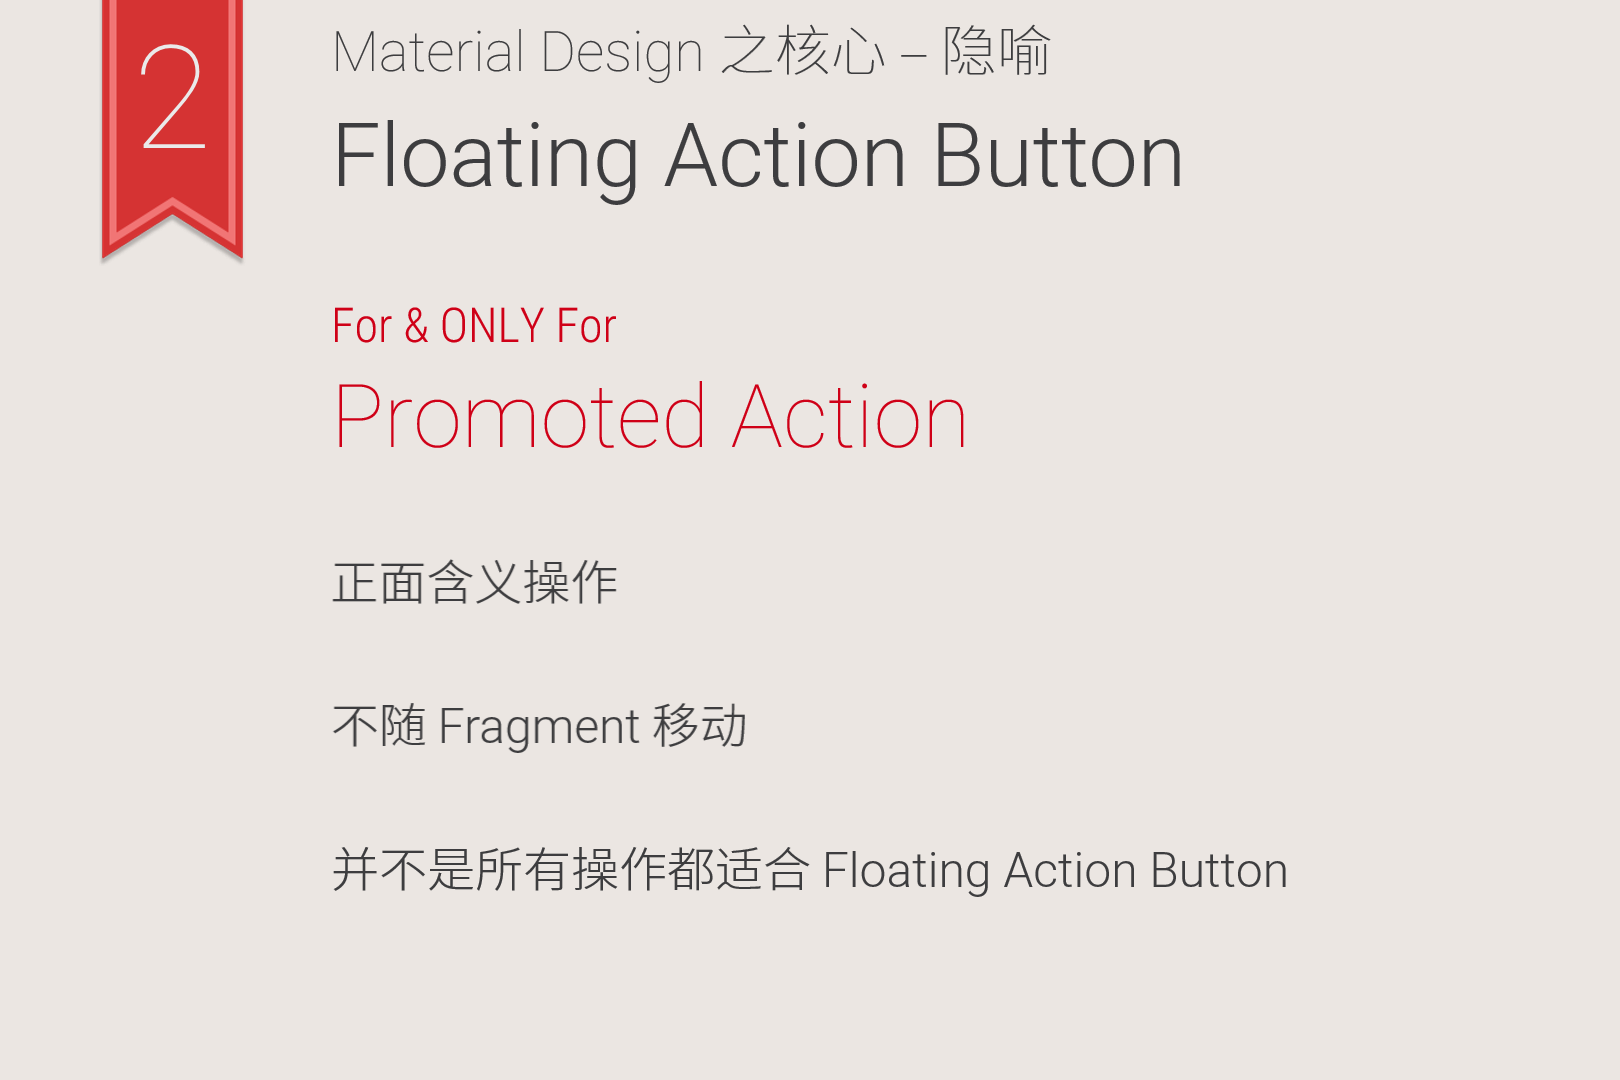 2
Material Design 之核心 – 隐喻
Floating Action Button
For & ONLY For
Promoted Action
正面含义操作
不随 Fragment 移动
并不是所有操作都适合 Floating Action Button